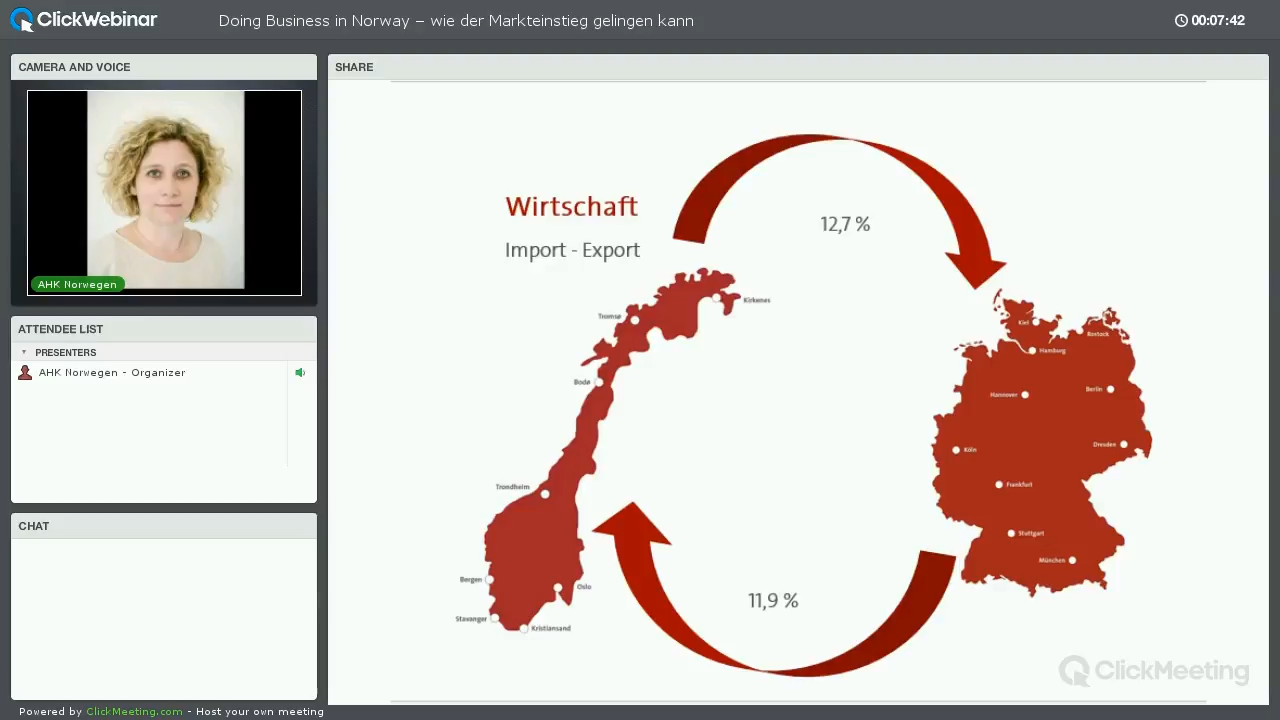 ClickWebinar
Doing Business in Norway – wie der Markteinstieg gelingen kann
00:07:42
CAMERA AND VOICE
AHK Norwegen
ATTENDEE LIST
PRESENTERS
AHK Norwegen - Organizer
CHAT
SHARE
Wirtschaft
Import - Export
12,7 %
Kirkenes
Tromsø
Bodø
Trondheim
Bergen
Oslo
Stavanger
Kristiansand
Kiel
Rostock
Hamburg
Berlin
Hannover
Dresden
Köln
Frankfurt
Stuttgart
München
11,9 %
ClickMeeting
Powered by ClickMeeting.com - Host your own meeting